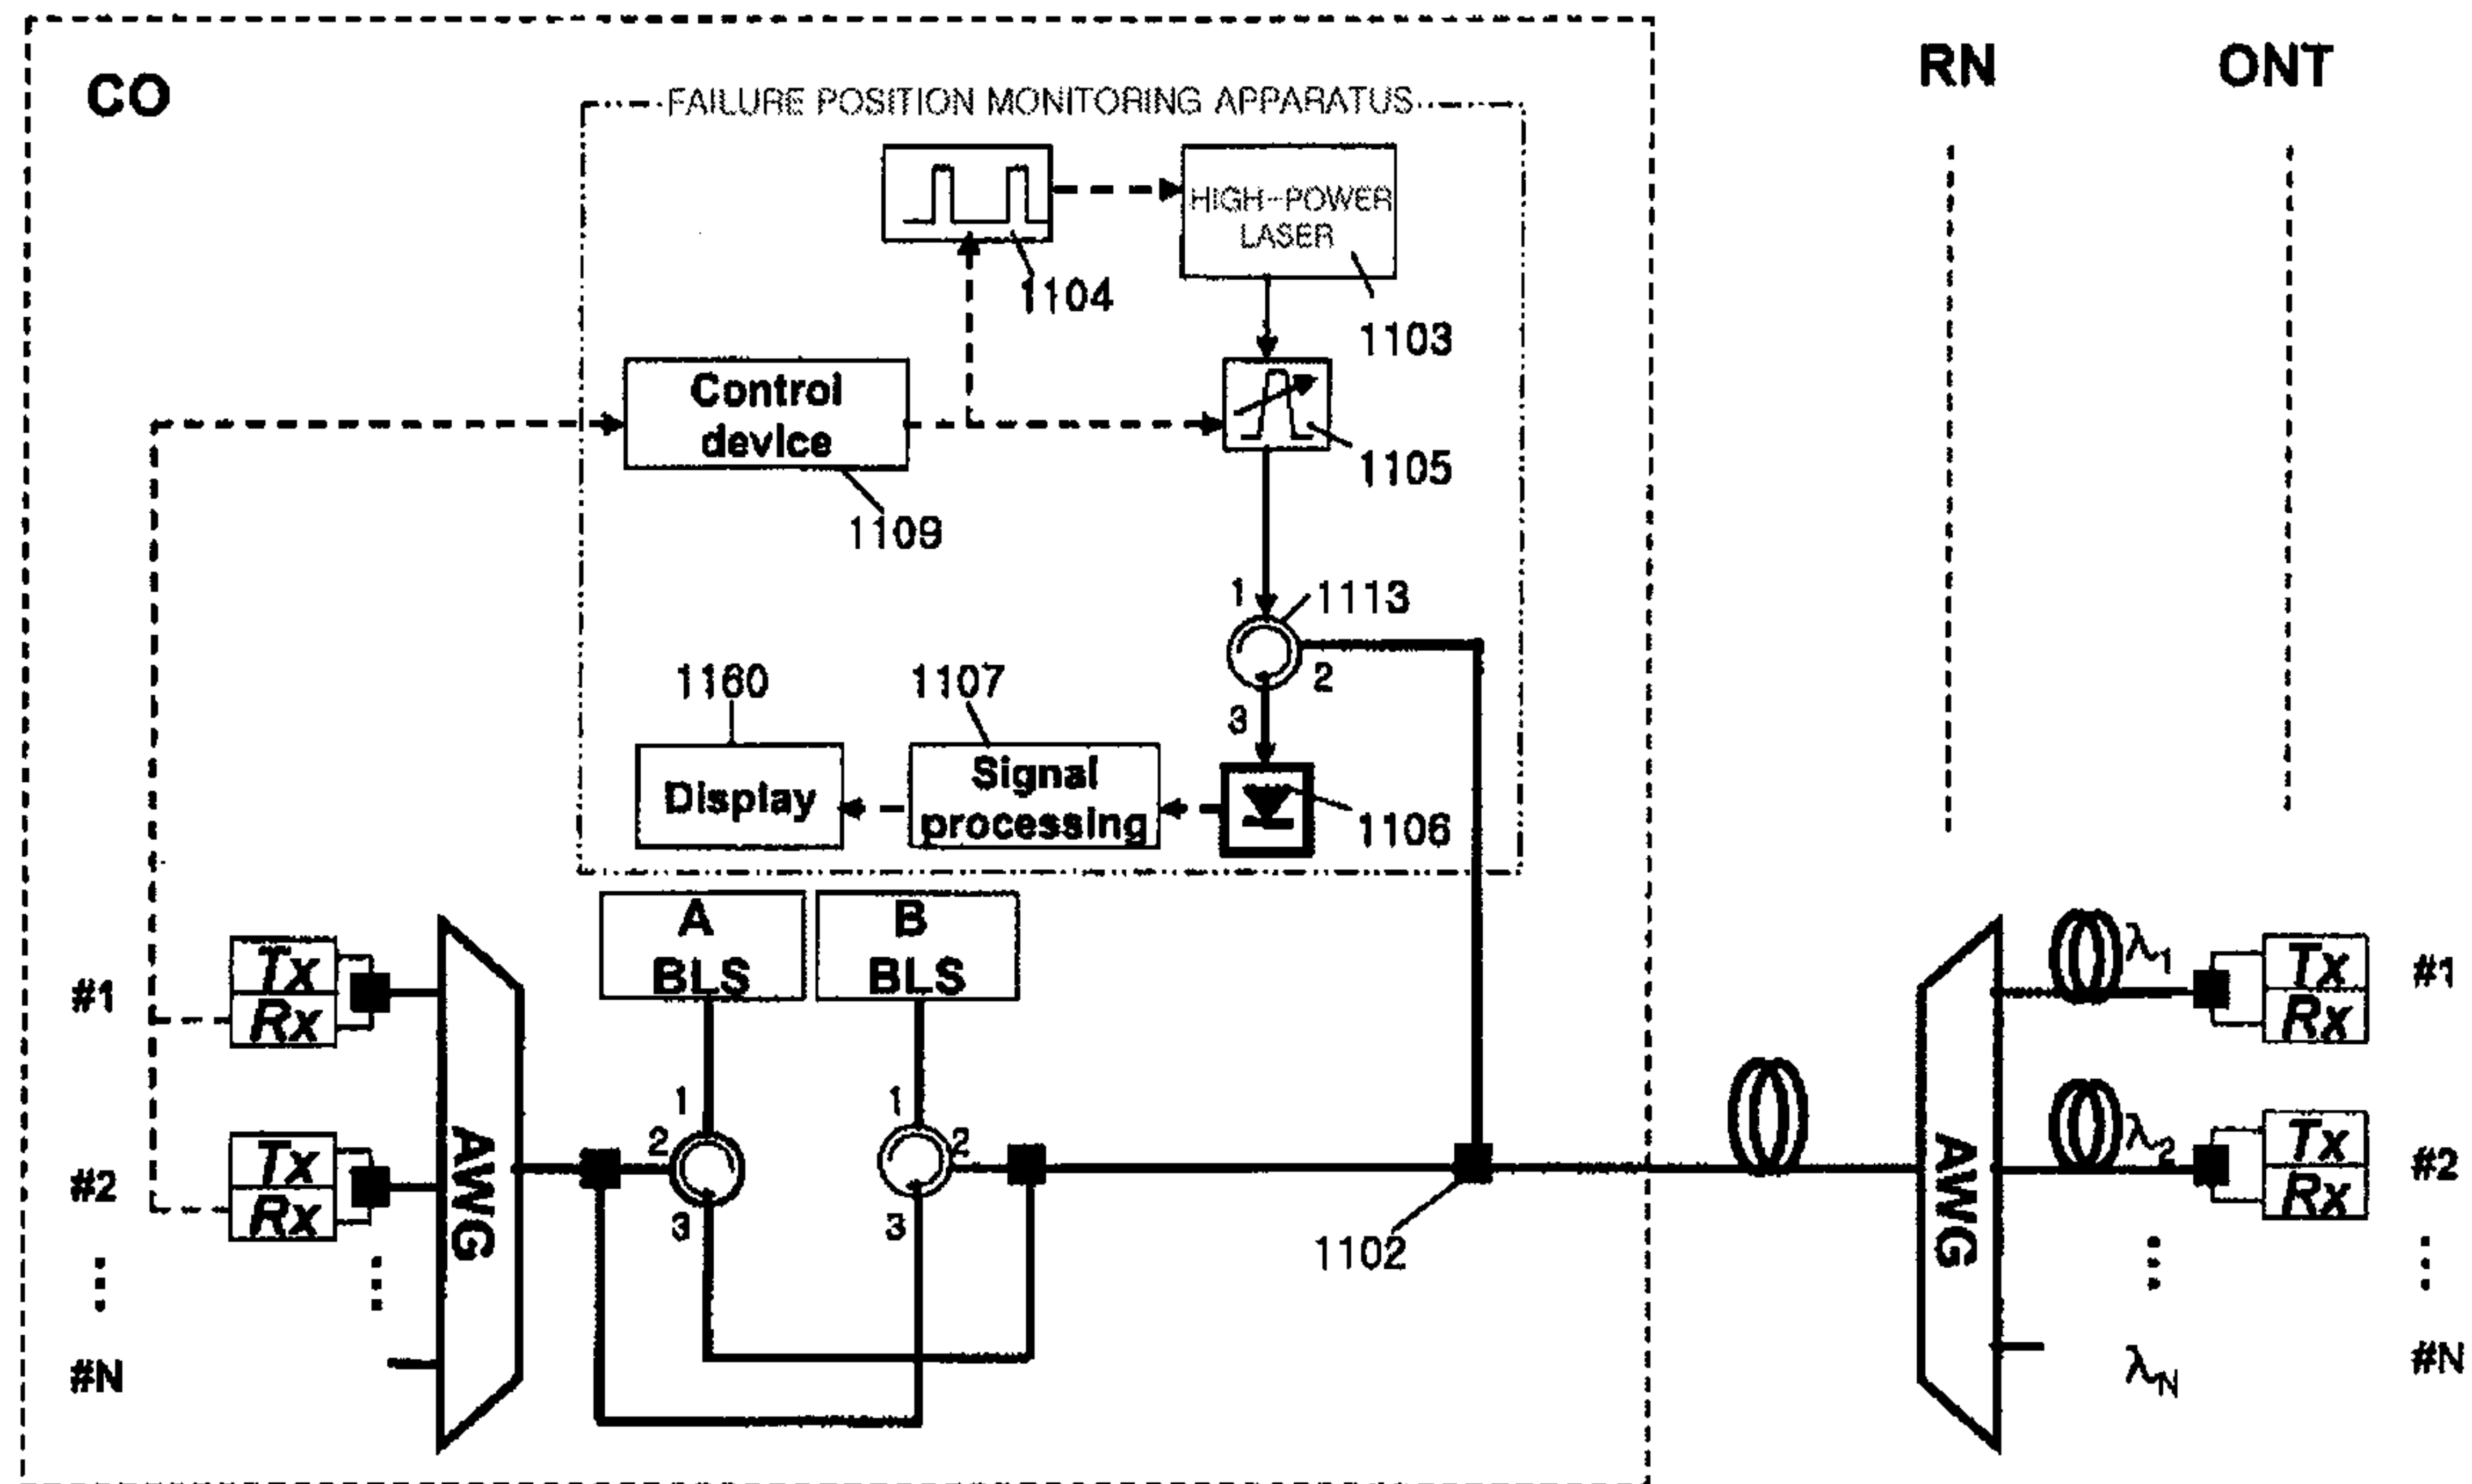 CO
RN
ONT
FAILURE POSITION MONITORING APPARATUS
HIGH-POWER
LASER
1104
1103
Control
device
1105
1109
1
1113
2
1160
1107
3
Display
Signal
processing
1106
A
BLS
B
BLS
#1
Tx
Rx
λ1
Tx
Rx
#1
1
1
2
2
#2
Tx
Rx
AWG
3
3
1102
AWG
λ2
Tx
Rx
#2
#N
λN
#N